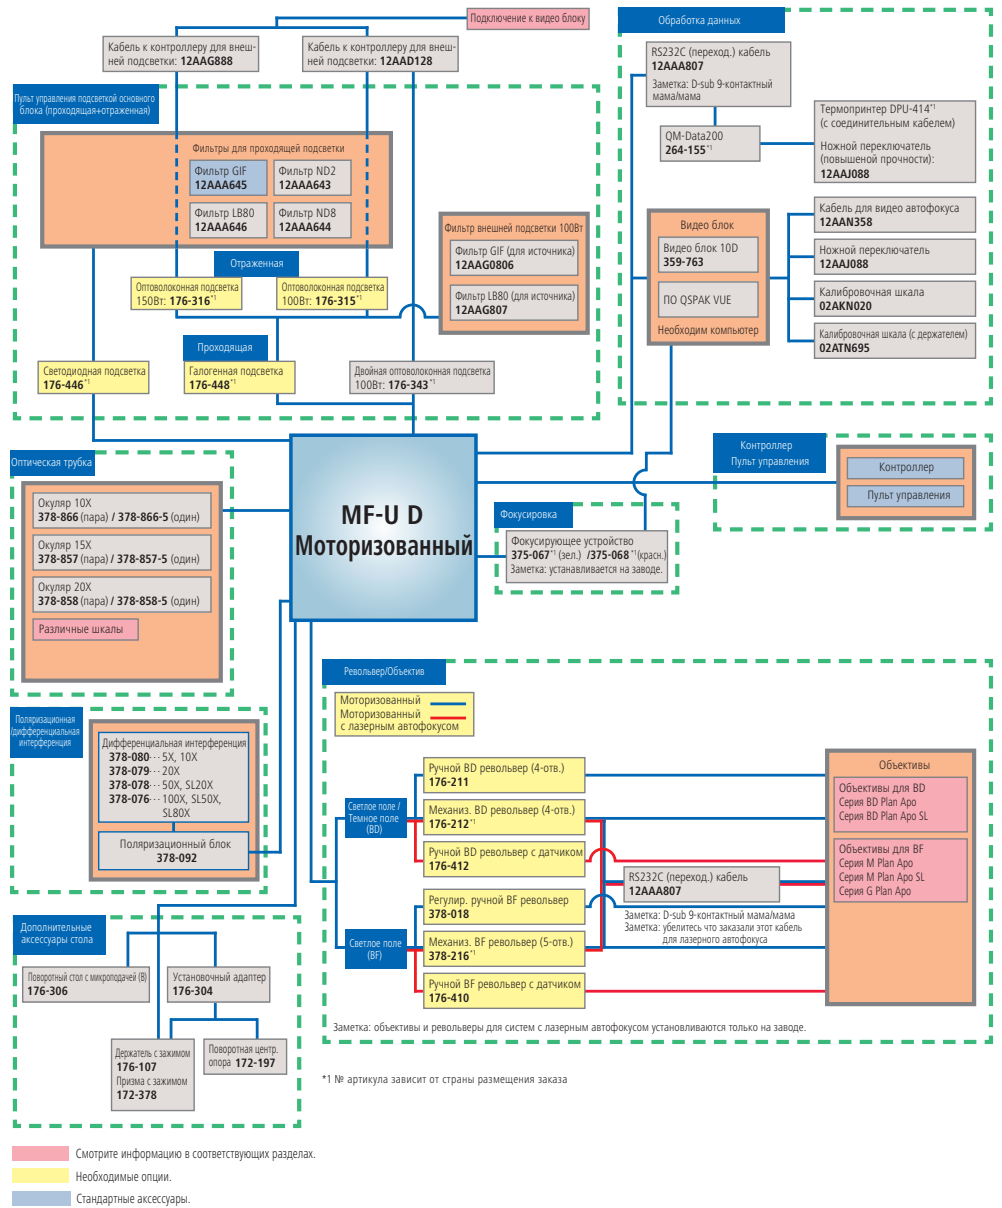 Подключение к видео блоку
Кабель к контроллеру для внеш-
ней подсветки: 12AAG888
Кабель к контроллеру для внеш-
ней подсветки: 12AAD128
Пульт управления подсветкой основного
блока (проходящая+отраженная)
Фильтры для проходящей подсветки
Фильтр GIF
12AAA645
Фильтр ND2
12AAA643
Фильтр LB80
12AAA646
Фильтр ND8
12AAA644
Отраженная
Оптоволоконная подсветка
150Вт: 176-316*1
Оптоволоконная подсветка
100Вт: 176-315*1
Фильтр внешней подсветки 100Вт
Фильтр GIF (для источника)
12AAG0806
Фильтр LB80 (для источника)
12AAG807
Проходящая
Светодиодная подсветка
176-446*1
Галогенная подсветка
176-448*1
Двойная оптоволоконная подсветка
100Вт: 176-343*1
Обработка данных
RS232C (переход.) кабель
12AAA807
Заметка: D-sub 9-контактный
мама/мама
QM-Data200
264-155*1
Термопринтер DPU-414*1
(с соединительным кабелем)
Ножной переключатель
(повышеной прочности):
12AAJ088
Видео блок
Видео блок 10D
359-763
ПО QSPAK VUE
Необходим компьютер
Кабель для видео автофокуса
12AAN358
Ножной переключатель
12AAJ088
Калибровочная шкала
02AKN020
Калибровочная шкала (с держателем)
02ATN695
Оптическая трубка
Окуляр 10X
378-866 (пара) / 378-866-5 (один)
Окуляр 15X
378-857 (пара) / 378-857-5 (один)
Окуляр 20X
378-858 (пара) / 378-858-5 (один)
Различные шкалы
MF-U D
Моторизованный
Контроллер
Пульт управления
Контроллер
Пульт управления
Фокусировка
Фокусирующее устройство
375-067*1 (зел.) /375-068*1 (красн.)
Заметка: устанавливается на заводе.
Поляризационная
/дифференциальная
интерференция
Дифференциальная интерференция
378-080··· 5X, 10X
378-079··· 20X
378-078··· 50X, SL20X
378-076··· 100X, SL50X,
SL80X
Поляризационный блок
378-092
Револьвер/Объектив
Моторизованный
Моторизованный
с лазерным автофокусом
Светлое поле /
Темное поле
(BD)
Ручной BD револьвер (4-отв.)
176-211
Механиз. BD револьвер (4-отв.)
176-212*1
Ручной BD револьвер с датчиком
176-412
Светлое поле
(BF)
Регулир. ручной BF револьвер
378-018
Механиз. BF револьвер (5-отв.)
378-216*1
Ручной BF револьвер с датчиком
176-410
RS232C (переход.) кабель
12AAA807
Заметка: D-sub 9-контактный мама/мама
Заметка: убелитесь что заказали этот кабель
для лазерного автофокуса
Объективы
Объективы для BD
Серия BD Plan Apo
Серия BD Plan Apo SL
Объективы для BF
Серия M Plan Apo
Серия M Plan Apo SL
Серия G Plan Apo
Заметка: объективы и револьверы для систем с лазерным автофокусом устанавливаются только на заводе.
Дополнительные
аксессуары стола
Поворотный стол с микроподачей (B)
176-306
Установочный адаптер
176-304
Держатель с зажимом
176-107
Призма с зажимом
172-378
Поворотная центр.
опора 172-197
*1 № артикула зависит от страны размещения заказа
Смотрите информацию в соответствующих разделах.
Необходимые опции.
Стандартные аксессуары.